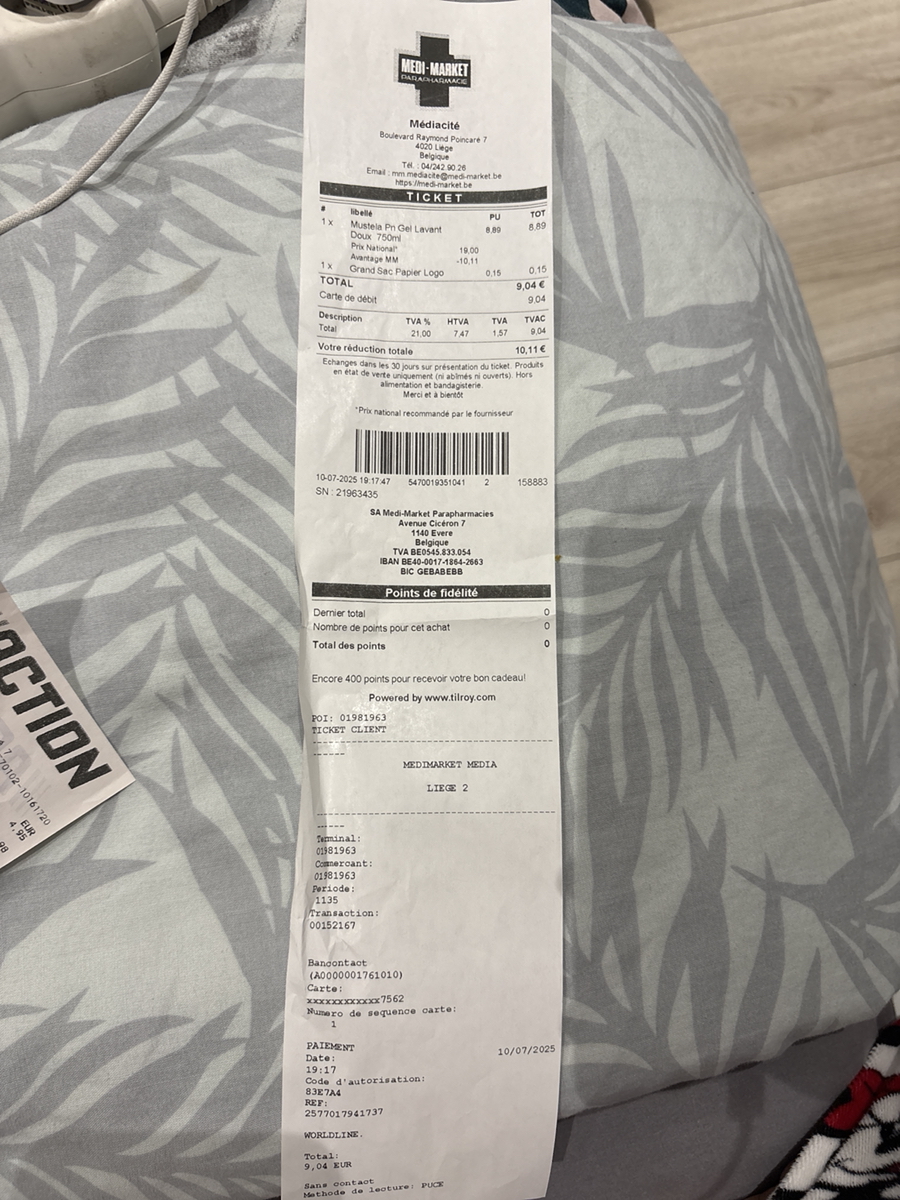 MEDI-MARKET
PARAPHARMACIE
Médiacité
Boulevard Raymond Poincaré 7
4020 Liège
Belgique
Tél. : 04/242.90.26
Email : mm.mediacite@medi-market.be
https://medi-market.be
TICKET
# libellé PU TOT
1 x Mustela Pn Gel Lavant 8,89 8,89
Doux 750ml
Prix National* 19,00
Avantage MM -10,11
1 x Grand Sac Papier Logo 0,15 0,15
TOTAL 9,04 €
Carte de débit 9,04
Description TVA % HTVA TVA TVAC
Total 21,00 7,47 1,57 9,04
Votre réduction totale 10,11 €
Echanges dans les 30 jours sur présentation du ticket. Produits
en état de vente uniquement (ni abîmés ni ouverts). Hors
alimentation et bandagisterie.
Merci et à bientôt
*Prix national recommandé par le fournisseur
10-07-2025 19:17:47 5470019351041 2 158883
SN : 21963435
SA Medi-Market Parapharmacies
Avenue Cicéron 7
1140 Evere
Belgique
TVA BE0545.833.054
IBAN BE40-0017-1864-2663
BIC GEBABEBB
Points de fidélité
Dernier total 0
Nombre de points pour cet achat 0
Total des points 0
Encore 400 points pour recevoir votre bon cadeau!
Powered by www.tilroy.com
POI: 01981963
TICKET CLIENT
--------------------------------
------
MEDIMARKET MEDIA
LIEGE 2
--------------------------------
------
Terminal:
01981963
Commercant:
01981963
Periode:
1135
Transaction:
00152167
Bancontact
(A0000001761010)
Carte:
xxxxxxxxxxxx7562
Numero de sequence carte:
1
PAIEMENT
Date: 10/07/2025
19:17
Code d'autorisation:
83E7A4
REF:
2577017941737
WORLDLINE.
Total:
9,04 EUR
Sans contact
Methode de lecture: PUCE
ACTION
70102-10161720
EUR
4,95
98